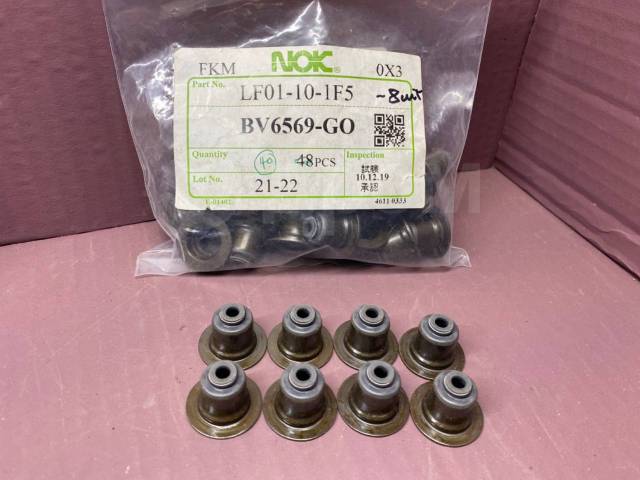 FKM NOK® 0X3
Part No. LF01-10-1F5 -8шт
BV6569-GO
Quantity 40 48PCS Inspection
試験
10.12.19
承認
Lot No. 21-22
4611 0333